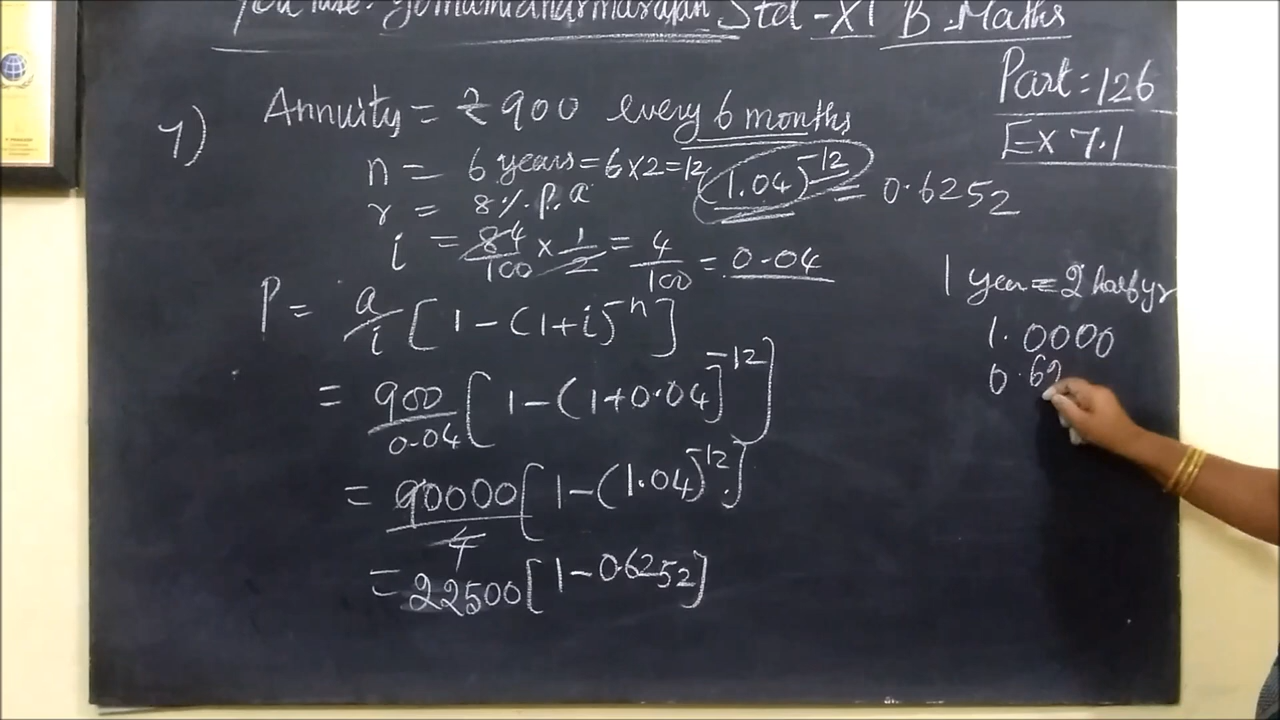 Std - XI B.Maths
Part: 126
Ex 7.1
7) Annuity = ₹ 900 every 6 months
n = 6 years = 6 x 2 = 12
(1.04)^-12 = 0.6252
r = 8% P.a
i = 84/100 x 1/2 = 4/100 = 0.04
1 year = 2 half yr
P = a/i [1 - (1+i)^-n]
1.0000
0.62
= 900/0.04 [1 - (1+0.04)^-12]
= 90000/4 [1 - (1.04)^-12]
= 22500 [1 - 0.6252]